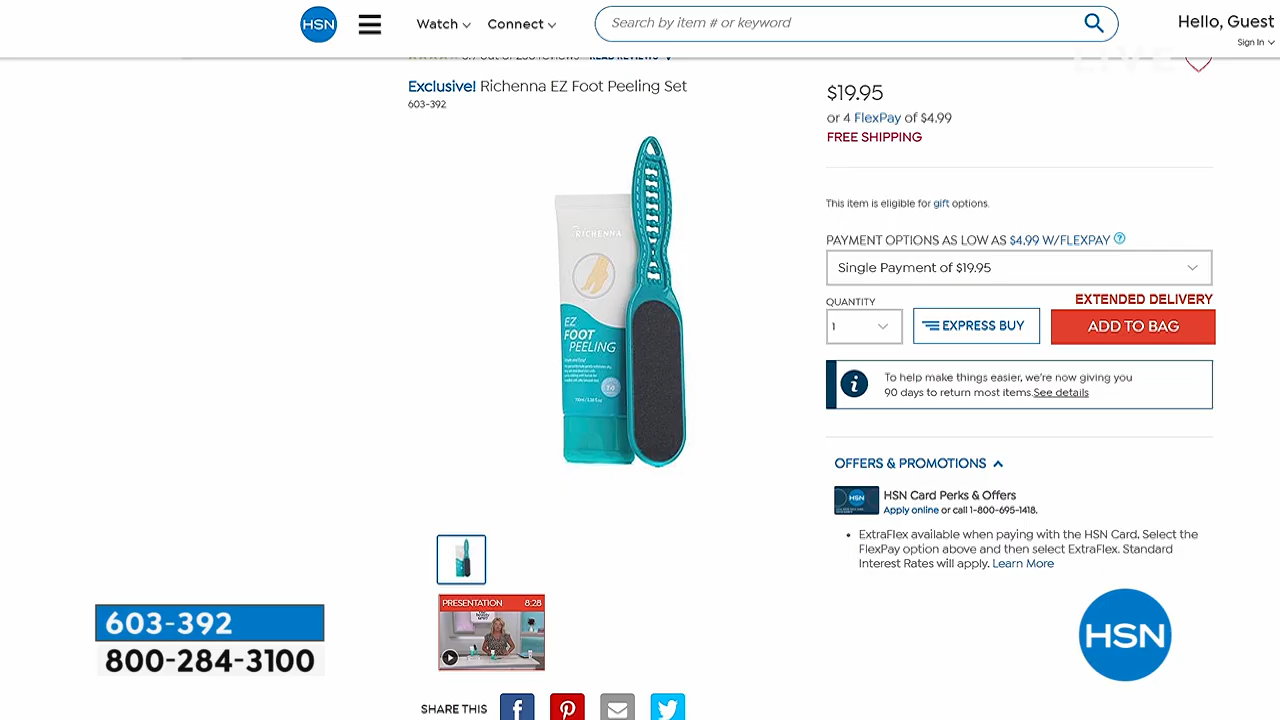 HSN
Watch
Connect
Search by item # or keyword
Hello, Guest
Sign In
LIVE
READ REVIEWS
Exclusive! Richenna EZ Foot Peeling Set
603-392
$19.95
or 4 FlexPay of $4.99
FREE SHIPPING
This item is eligible for gift options.
PAYMENT OPTIONS AS LOW AS $4.99 W/FLEXPAY ?
Single Payment of $19.95
QUANTITY
EXTENDED DELIVERY
1
EXPRESS BUY
ADD TO BAG
To help make things easier, we're now giving you
90 days to return most items.See details
OFFERS & PROMOTIONS
HSN
HSN Card Perks & Offers
Apply online or call 1-800-695-1418.
• ExtraFlex available when paying with the HSN Card. Select the
FlexPay option above and then select ExtraFlex. Standard
Interest Rates will apply. Learn More
RICHENNA
EZ
FOOT
PEELING
PRESENTATION 8:28
603-392
800-284-3100
HSN
SHARE THIS